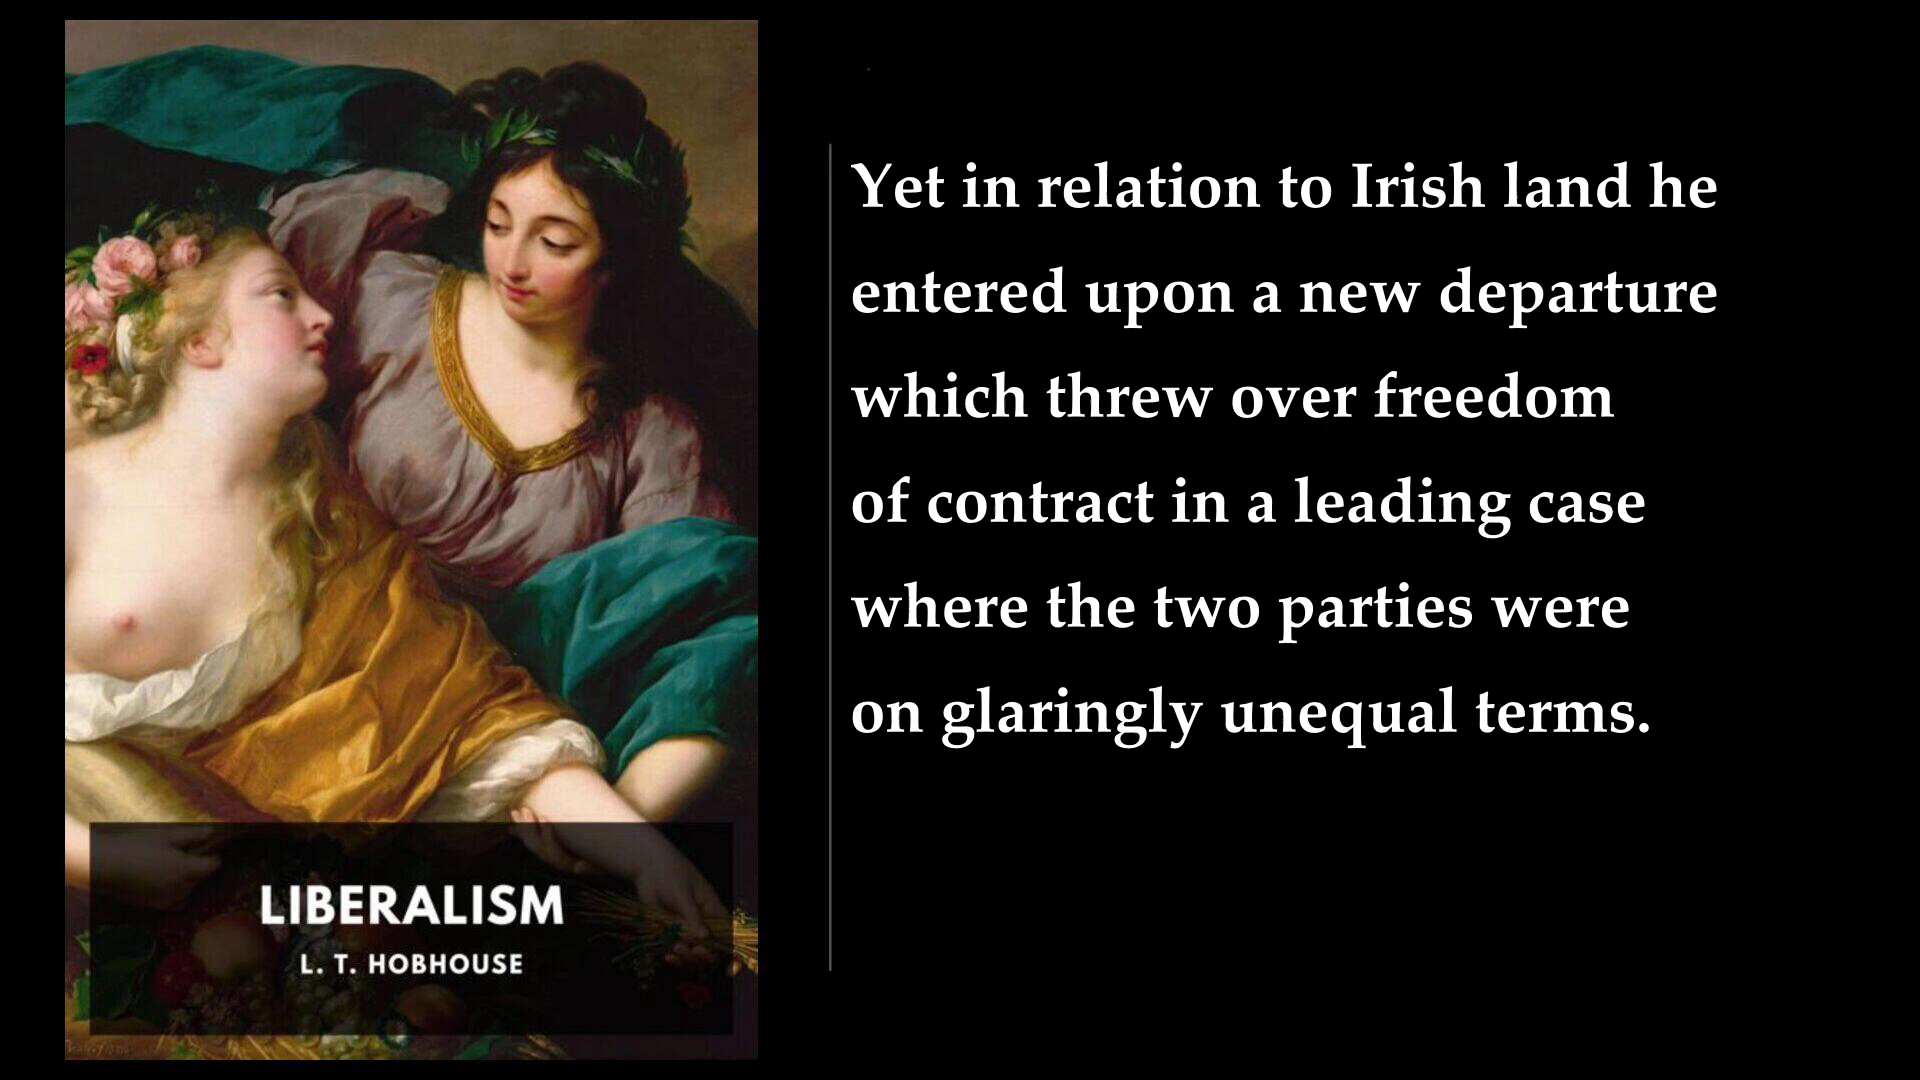 LIBERALISM
L. T. HOBHOUSE
Yet in relation to Irish land he
entered upon a new departure
which threw over freedom
of contract in a leading case
where the two parties were
on glaringly unequal terms.